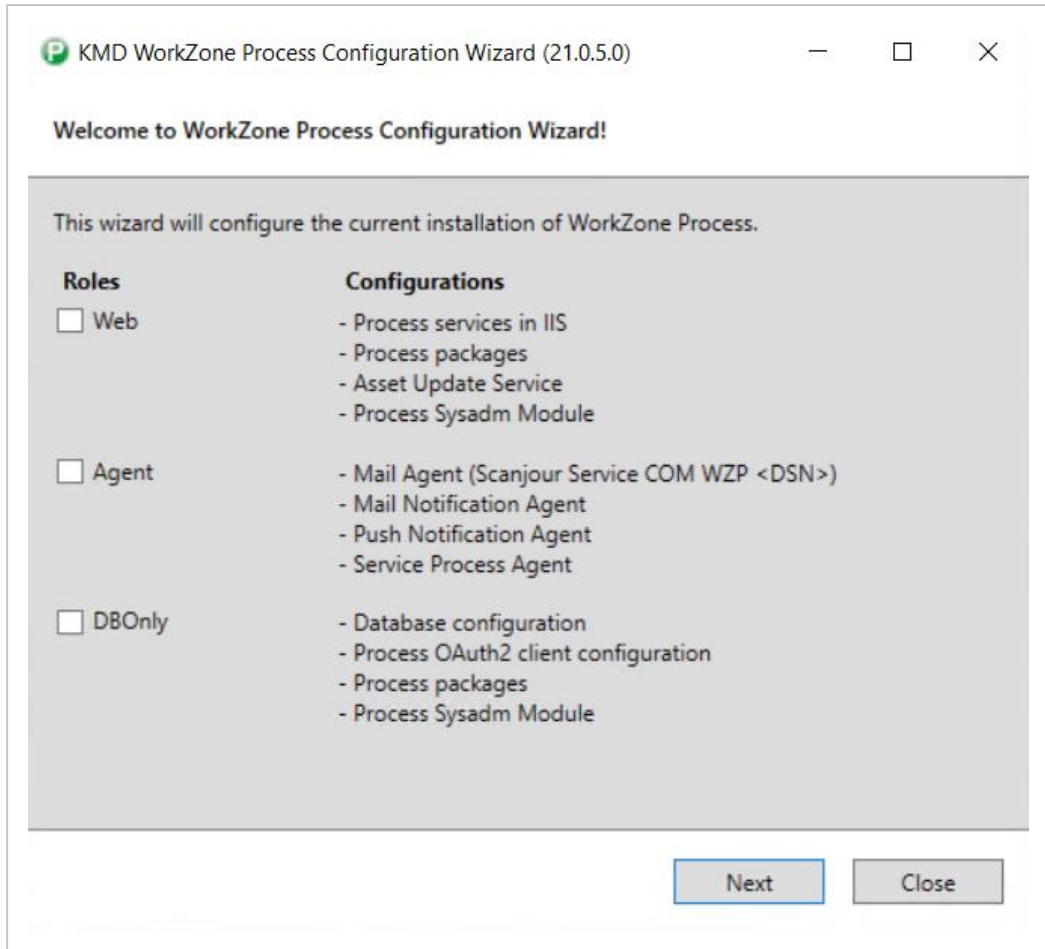 P KMD WorkZone Process Configuration Wizard (21.0.5.0)
Welcome to WorkZone Process Configuration Wizard!
This wizard will configure the current installation of WorkZone Process.
Roles Configurations
Web - Process services in IIS
- Process packages
- Asset Update Service
- Process Sysadm Module
Agent - Mail Agent (Scanjour Service COM WZP <DSN>)
- Mail Notification Agent
- Push Notification Agent
- Service Process Agent
DBOnly - Database configuration
- Process OAuth2 client configuration
- Process packages
- Process Sysadm Module
Next Close